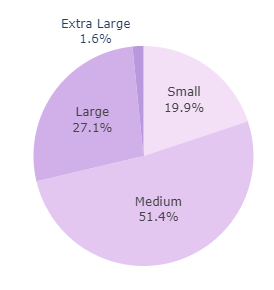 Extra Large
1.6%
Small
19.9%
Large
27.1%
Medium
51.4%